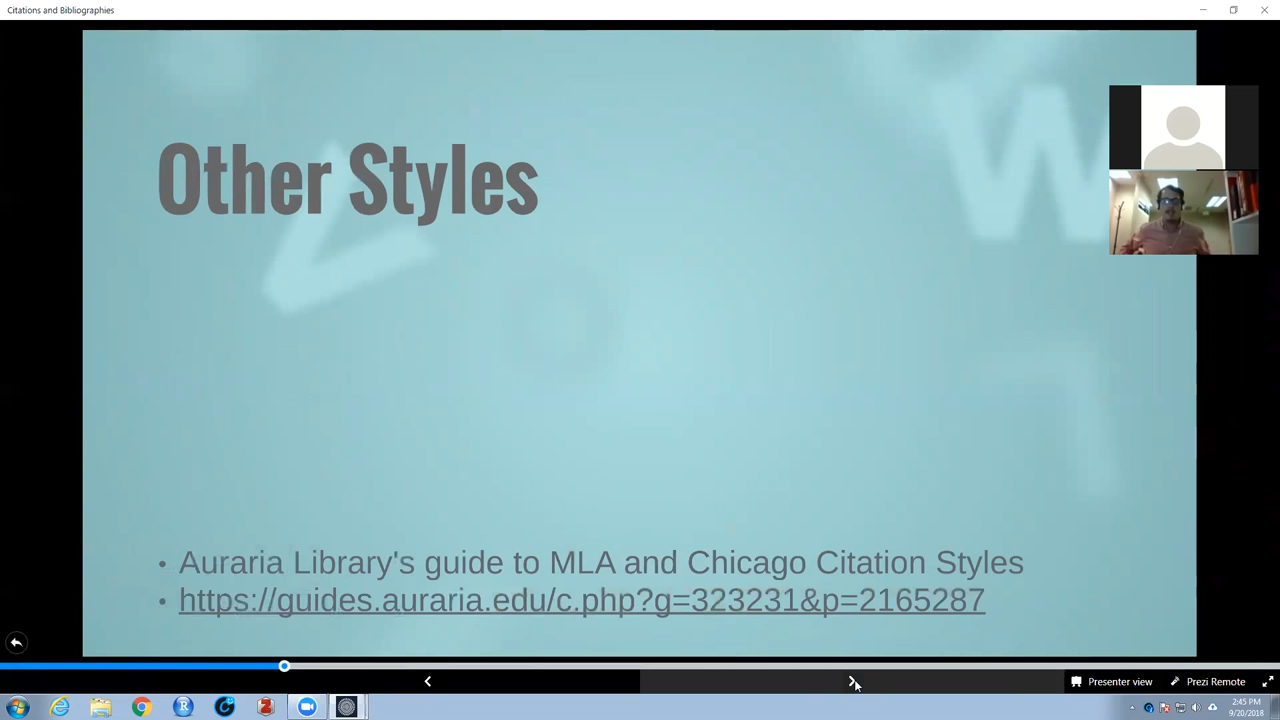 Citations and Bibliographies
Other Styles
W
• Auraria Library's guide to MLA and Chicago Citation Styles
• https://guides.auraria.edu/c.php?g=323231&p=2165287
Presenter view
Prezi Remote
2:45 PM
9/20/2018